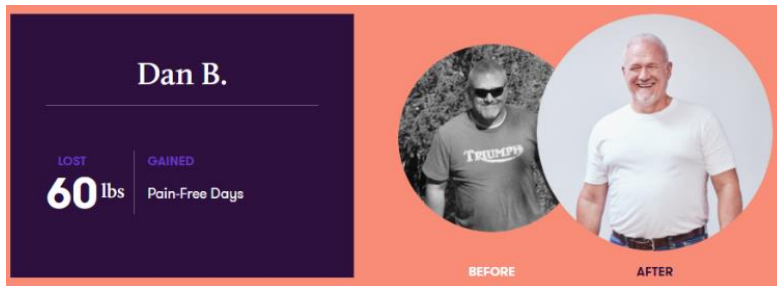 Dan B.
LOST
60 lbs
GAINED
Pain-Free Days
TRIUMPH
BEFORE
AFTER